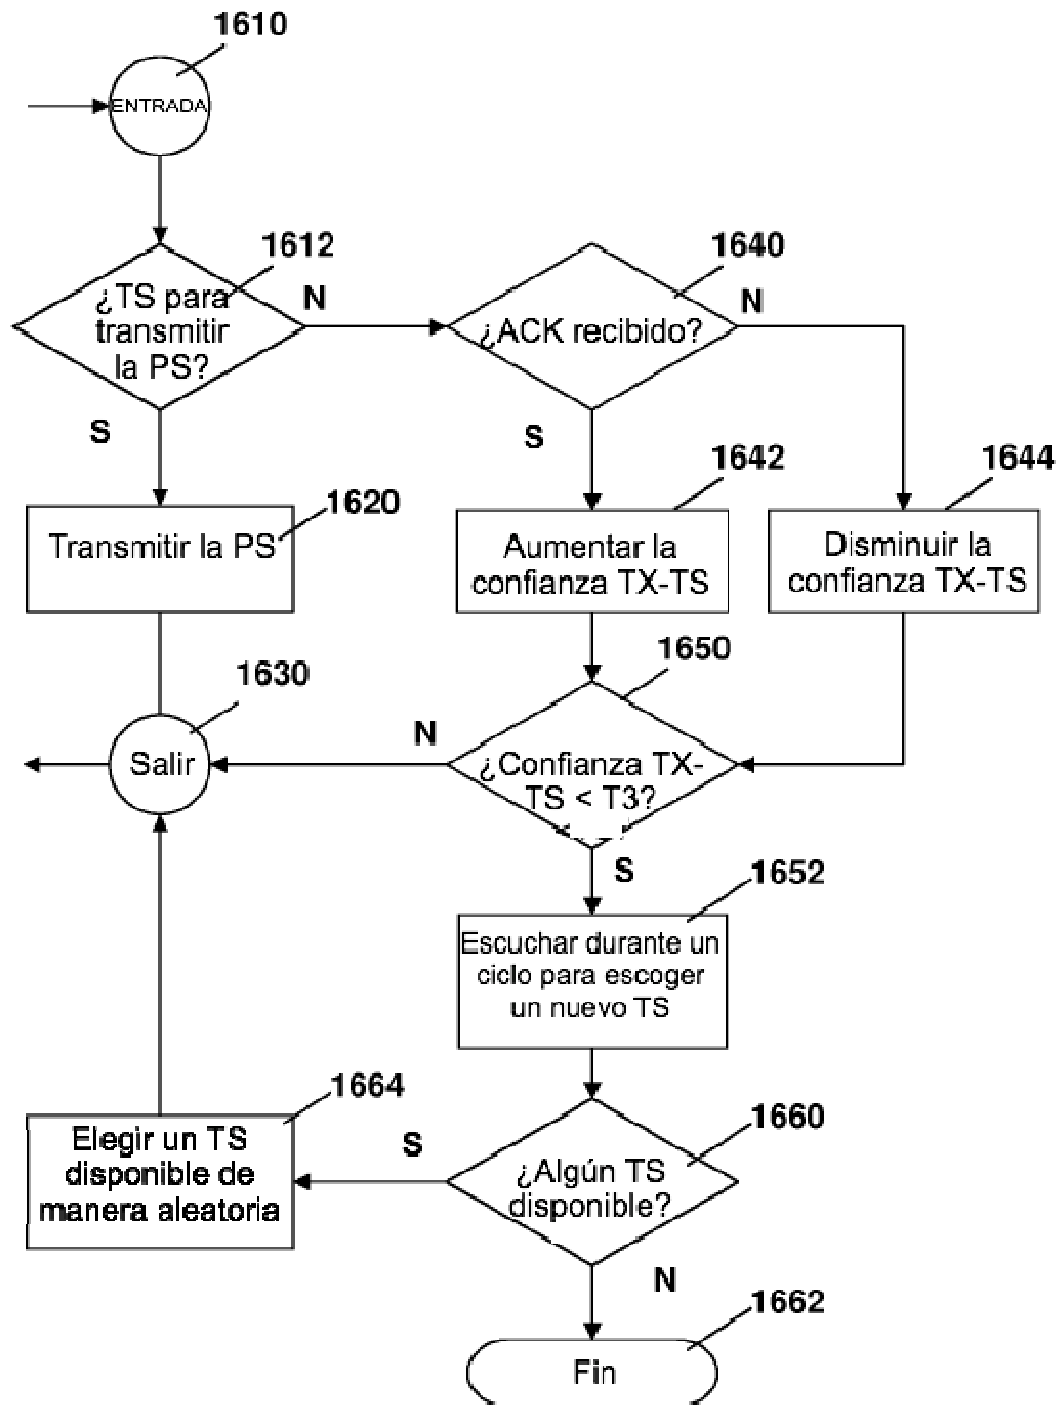 1610
ENTRADA
1612
¿TS para
transmitir
la PS?
N
S
1640
¿ACK recibido?
N
S
1620
Transmitir la PS
1642
Aumentar la
confianza TX-TS
1644
Disminuir la
confianza TX-TS
1630
Salir
1650
¿Confianza TX-
TS < T3?
N
S
1652
Escuchar durante un
ciclo para escoger
un nuevo TS
1664
Elegir un TS
disponible de
manera aleatoria
1660
¿Algún TS
disponible?
S
N
1662
Fin